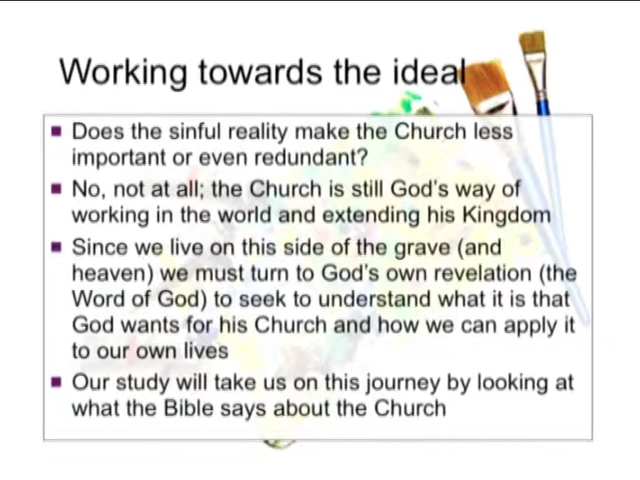 Working towards the ideal
Does the sinful reality make the Church less
important or even redundant?
No, not at all; the Church is still God's way of
working in the world and extending his Kingdom
Since we live on this side of the grave (and
heaven) we must turn to God's own revelation (the
Word of God) to seek to understand what it is that
God wants for his Church and how we can apply it
to our own lives
Our study will take us on this journey by looking at
what the Bible says about the Church